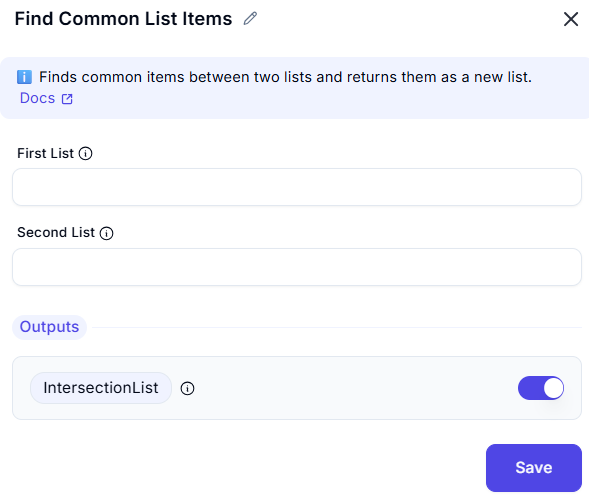 Find Common List Items
Finds common items between two lists and returns them as a new list.
Docs
First List
Second List
Outputs
IntersectionList
Save